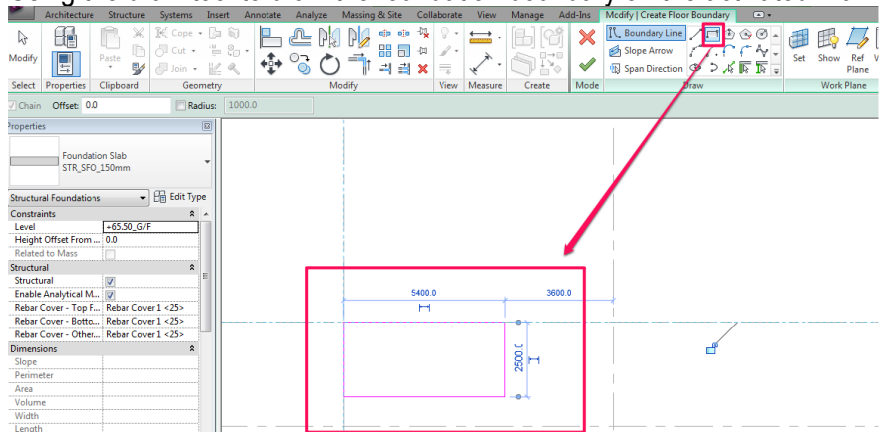 Architecture Structure Systems Insert Annotate Analyze Massing & Site Collaborate View Manage Add-Ins Modify | Create Floor Boundary
Modify
Paste
Cope
Cut
Join
Boundary Line
Slope Arrow
Span Direction
Set Show Ref Plane
Select Properties Clipboard Geometry Modify View Measure Create Mode Draw Work Plane
Chain Offset: 0.0 Radius: 1000.0
Properties
Foundation Slab
STR_SFO_150mm
Structural Foundations Edit Type
Constraints
Level +65.50_G/F
Height Offset From ... 0.0
Related to Mass
Structural
Structural
Enable Analytical M...
Rebar Cover - Top F... Rebar Cover 1 <25>
Rebar Cover - Botto... Rebar Cover 1 <25>
Rebar Cover - Other... Rebar Cover 1 <25>
Dimensions
Slope
Perimeter
Area
Volume
Width
Length
5400.0 3600.0
2500.0